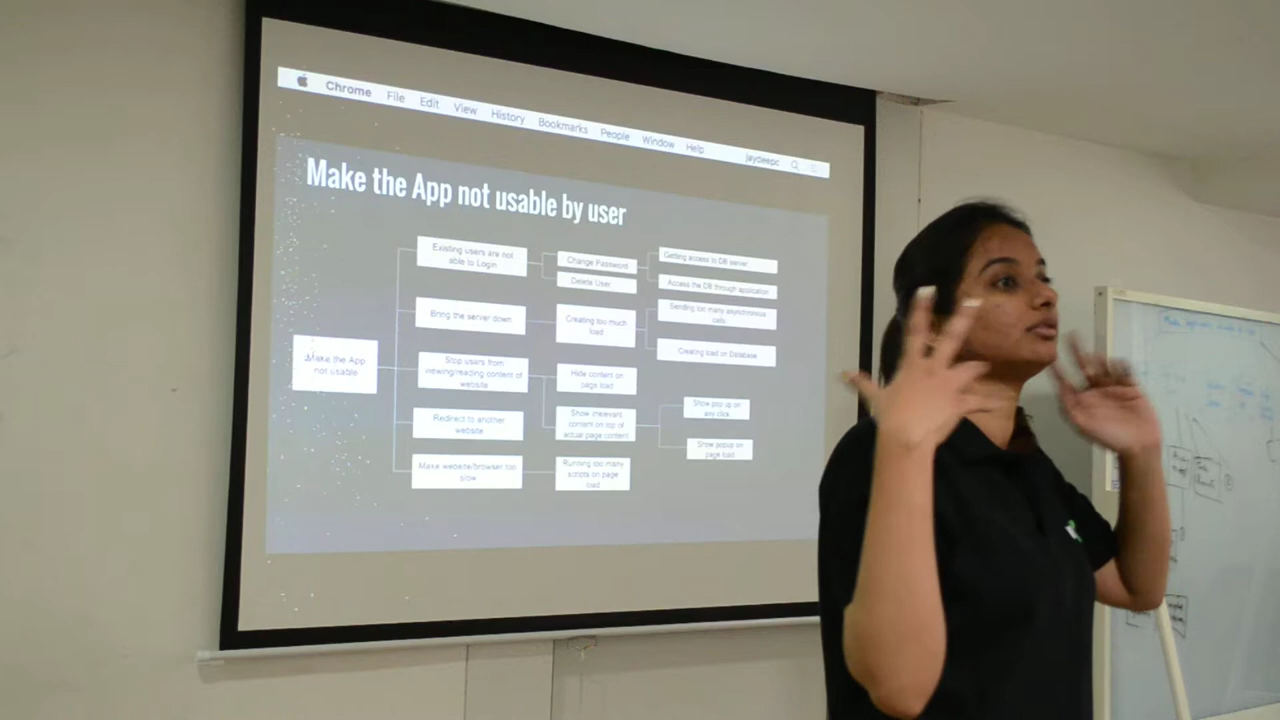 Chrome File Edit View History Bookmarks People Window Help jaydeepc
Make the App not usable by user
Existing users are not
able to Login
Change Password
Delete User
Getting access to DB server
Access the DB through application
Bring the server down
Creating too much
load
Sending too many asynchronous
calls
Creating load on Database
Make the App
not usable
Stop users from
viewing/reading content of
website
Hide content on
page load
Redirect to another
website
Show irrelevant
content on top of
actual page content
Show pop up on
any click
Show popup on
page load
Make website/browser too
slow
Running too many
scripts on page
load